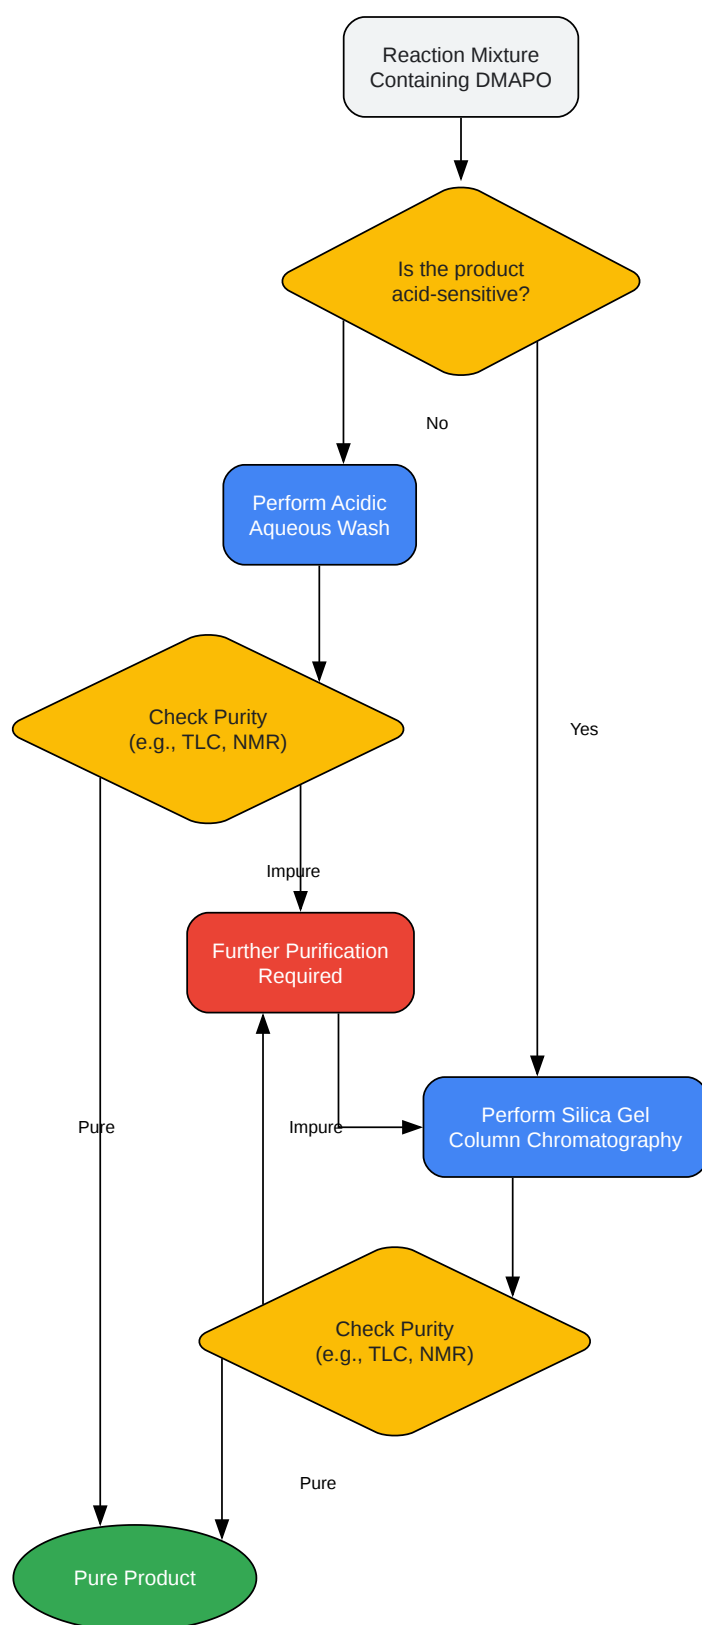 Reaction Mixture
Containing DMAPO
Is the product
acid-sensitive?
No
Perform Acidic
Aqueous Wash
Check Purity
(e.g., TLC, NMR)
Yes
Impure
Further Purification
Required
Pure
Impure
Perform Silica Gel
Column Chromatography
Check Purity
(e.g., TLC, NMR)
Pure
Pure Product